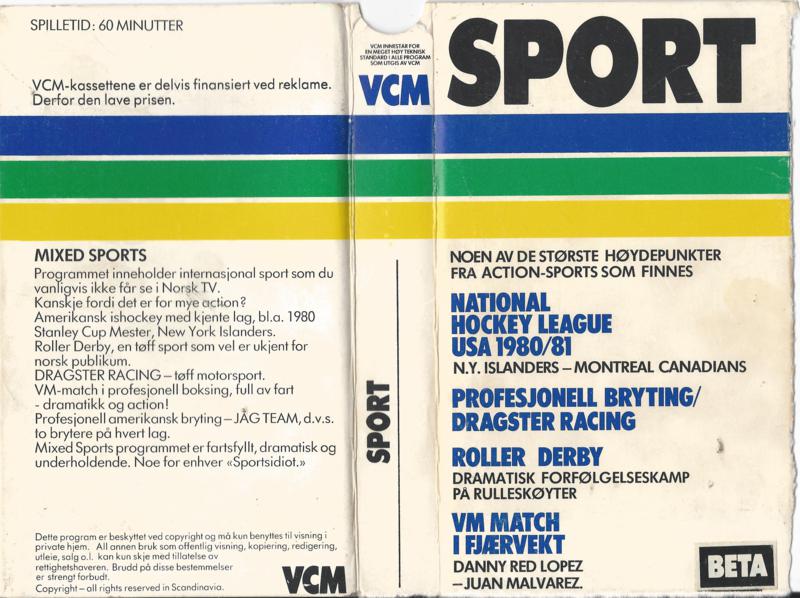 SPILLETID: 60 MINUTTER
VCM-kassettene er delvis finansiert ved reklame.
Derfor den lave prisen.
MIXED SPORTS
Programmet inneholder internasjonal sport som du
vanligvis ikke får se i Norsk TV.
Kanskje fordi det er for mye action?
Amerikansk ishockey med kjente lag, bl.a. 1980
Stanley Cup Mester, New York Islanders.
Roller Derby, en tøff sport som vel er ukjent for
norsk publikum.
DRAGSTER RACING – tøff motorsport.
VM-match i profesjonell boksing, full av fart
- dramatikk og action!
Profesjonell amerikansk bryting – JAG TEAM, d.v.s.
to brytere på hvert lag.
Mixed Sports programmet er fartsfyllt, dramatisk og
underholdende. Noe for enhver «Sportsidiot.»
Dette program er beskyttet ved copyright og må kun benyttes til visning i
private hjem. All annen bruk som offentlig visning, kopiering, redigering,
utleie, salg o.l. kan kun skje med tillatelse av
rettighetshaveren. Brudd på disse bestemmelser
er strengt forbudt.
Copyright – all rights reserved in Scandinavia.
VCM
VCM INNESTAR FOR
EN MEGET HØY TEKNISK
STANDARD I ALLE PROGRAM
SOM UTGIS AV VCM
VCM
SPORT
SPORT
NOEN AV DE STØRSTE HØYDEPUNKTER
FRA ACTION-SPORTS SOM FINNES
NATIONAL
HOCKEY LEAGUE
USA 1980/81
N.Y. ISLANDERS – MONTREAL CANADIANS
PROFESJONELL BRYTING/
DRAGSTER RACING
ROLLER DERBY
DRAMATISK FORFØLGELSESKAMP
PÅ RULLESKØYTER
VM MATCH
I FJÆRVEKT
DANNY RED LOPEZ
– JUAN MALVAREZ.
BETA